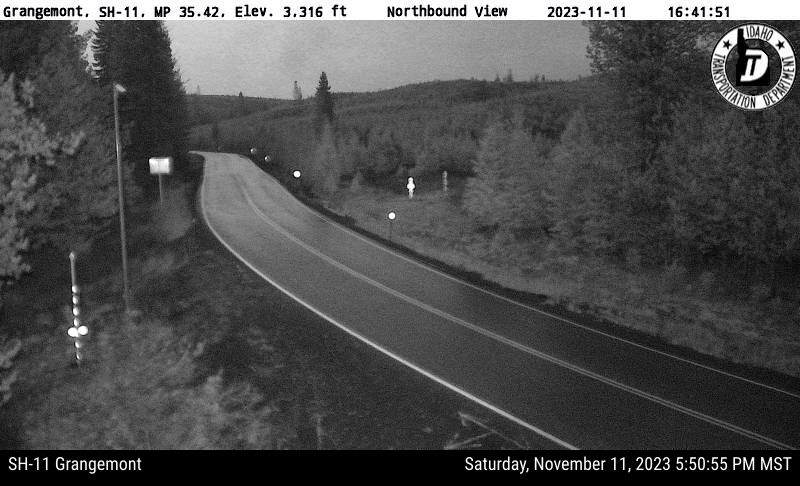 Grangemont, SH-11, MP 35.42, Elev. 3,316 ft Northbound View 2023-11-11 16:41:51
IDAHO
TRANSPORTATION DEPARTMENT
SH-11 Grangemont Saturday, November 11, 2023 5:50:55 PM MST